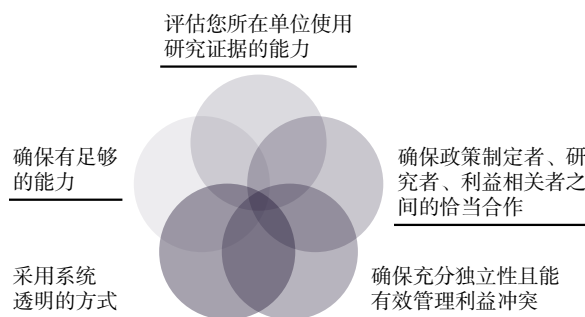 评估您所在单位使用
研究证据的能力
确保有足够
的能力
确保政策制定者、研
究者、利益相关者之
间的恰当合作
采用系统
透明的方式
确保充分独立性且能
有效管理利益冲突